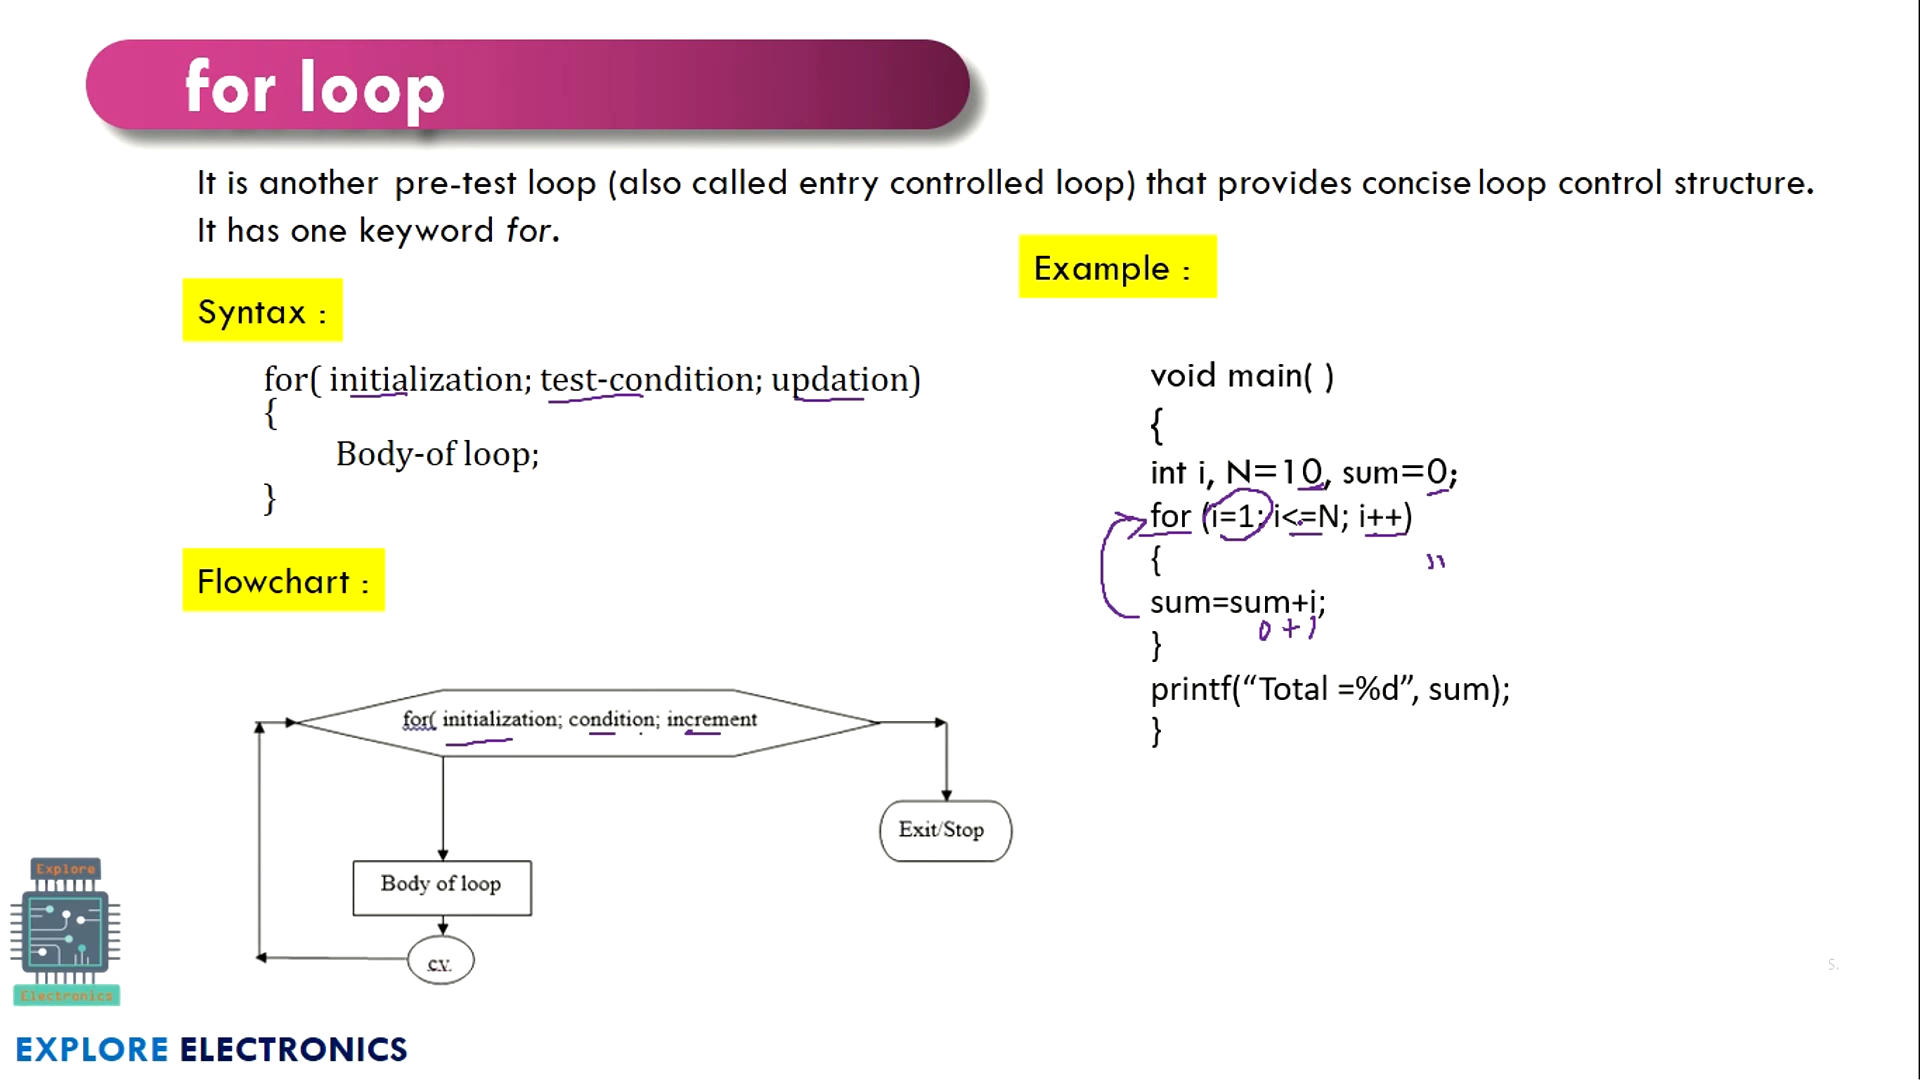 for loop
It is another pre-test loop (also called entry controlled loop) that provides concise loop control structure.
It has one keyword for.
Syntax :
for( initialization; test-condition; updation)
{
Body-of loop;
}
Flowchart :
for( initialization; condition; increment
Exit/Stop
Body of loop
c.v.
Example :
void main( )
{
int i, N=10, sum=0;
for (i=1; i<=N; i++)
{
sum=sum+i;
0 + 1
}
printf(“Total =%d”, sum);
}
Explore
Electronics
EXPLORE ELECTRONICS